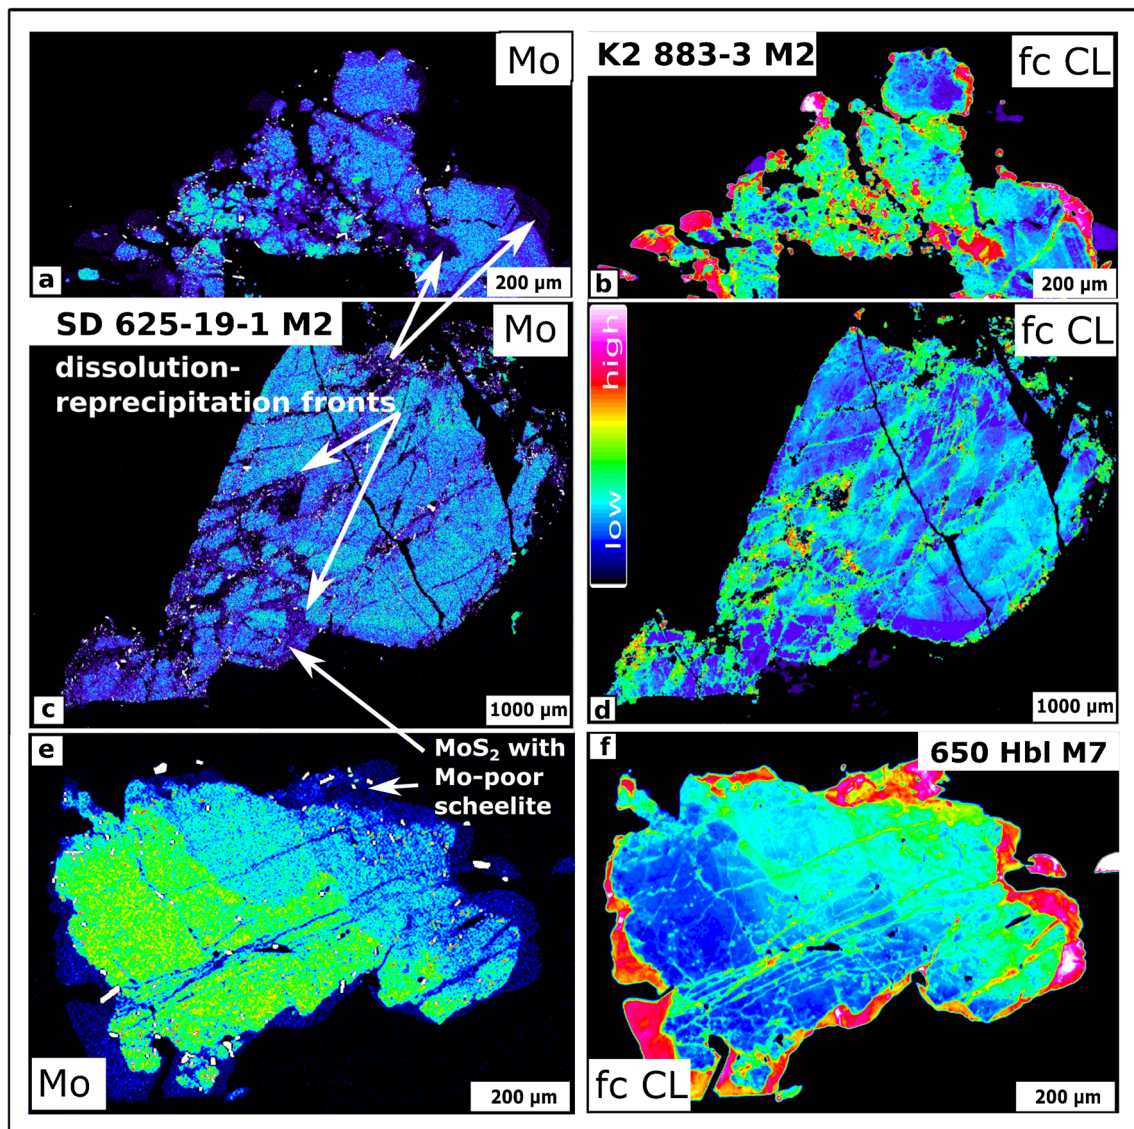 Mo
K2 883-3 M2
fc CL
a
200 µm
b
200 µm
SD 625-19-1 M2
Mo
fc CL
dissolution-
reprecipitation fronts
high
low
c
1000 µm
d
1000 µm
e
MoS₂ with
Mo-poor
scheelite
f
650 Hbl M7
Mo
200 µm
fc CL
200 µm